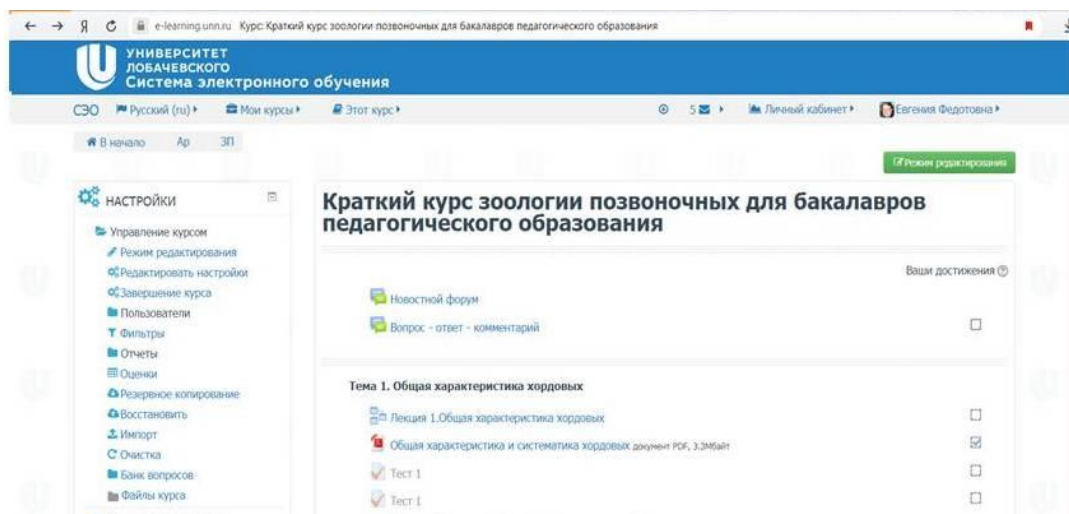 e-learning.unn.ru Курс: Краткий курс зоологии позвоночных для бакалавров педагогического образования
УНИВЕРСИТЕТ
ЛОБАЧЕВСКОГО
Система электронного обучения
СЭО Русский (ru) Мои курсы Этот курс 5 Личный кабинет Евгения Федотовна
В начало Ар ЗП
Режим редактирования
НАСТРОЙКИ
Управление курсом
Режим редактирования
Редактировать настройки
Завершение курса
Пользователи
Фильтры
Отчеты
Оценки
Резервное копирование
Восстановить
Импорт
Очистка
Банк вопросов
Файлы курса
Краткий курс зоологии позвоночных для бакалавров
педагогического образования
Ваши достижения
Новостной форум
Вопрос - ответ - комментарий
Тема 1. Общая характеристика хордовых
Лекция 1.Общая характеристика хордовых
Общая характеристика и систематика хордовых документ PDF, 3.3Мбайт
Тест 1
Тест 1